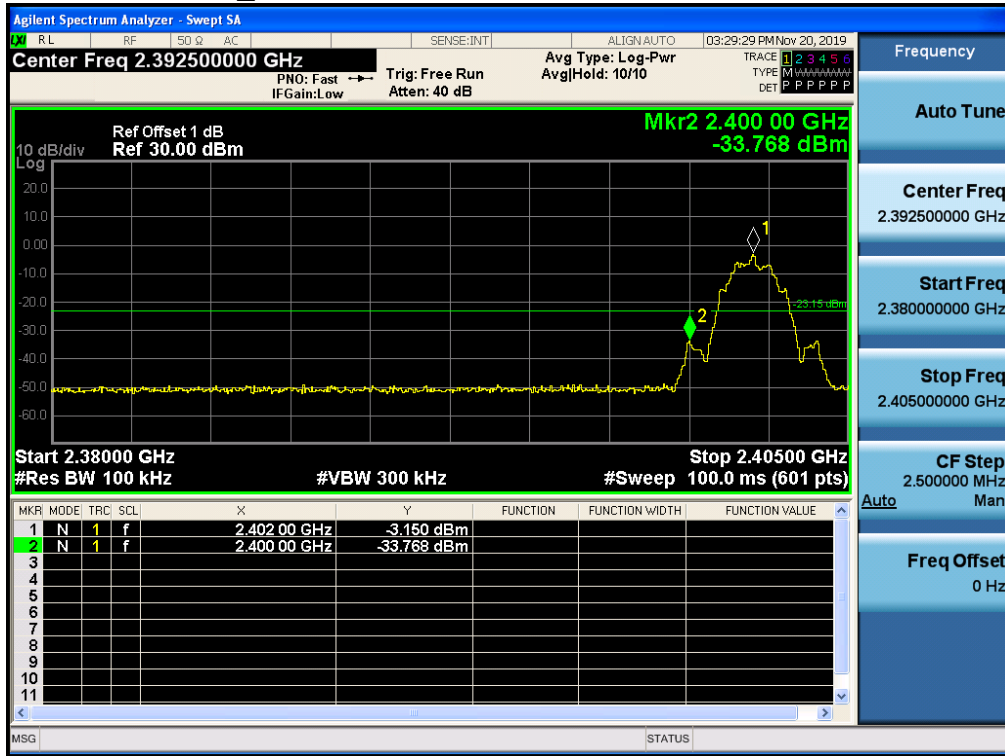 Agilent Spectrum Analyzer - Swept SA
LXI RL RF 50 Ω AC SENSE:INT ALIGN AUTO 03:29:29 PM Nov 20, 2019
Center Freq 2.392500000 GHz
PNO: Fast
IFGain:Low
Trig: Free Run
Atten: 40 dB
Avg Type: Log-Pwr
Avg|Hold: 10/10
TRACE 1 2 3 4 5 6
TYPE M
DET P P P P P P
Ref Offset 1 dB
10 dB/div Ref 30.00 dBm
Log
Mkr2 2.400 00 GHz
-33.768 dBm
20.0
10.0
0.00
-10.0
-20.0
-30.0
-40.0
-50.0
-60.0
1
2
-23.15 dBm
Start 2.38000 GHz Stop 2.40500 GHz
#Res BW 100 kHz #VBW 300 kHz #Sweep 100.0 ms (601 pts)
MKR MODE TRC SCL X Y FUNCTION FUNCTION WIDTH FUNCTION VALUE
1 N 1 f 2.402 00 GHz -3.150 dBm
2 N 1 f 2.400 00 GHz -33.768 dBm
3
4
5
6
7
8
9
10
11
MSG STATUS
Frequency
Auto Tune
Center Freq
2.392500000 GHz
Start Freq
2.380000000 GHz
Stop Freq
2.405000000 GHz
CF Step
2.500000 MHz
Auto Man
Freq Offset
0 Hz